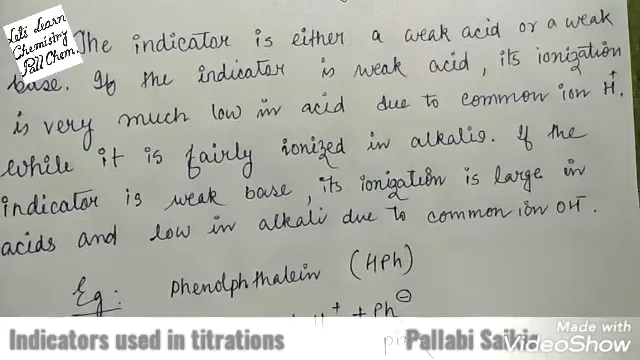 Let's Learn
Chemistry
Pall Chem.
The indicator is either a weak acid or a weak
base. If the indicator is weak acid, its ionization
is very much low in acid due to common ion H+.
while it is fairly ionized in alkalis. If the
indicator is weak base, its ionization is large in
acids and low in alkali due to common ion OH-.
Eg: Phenolphthalein (HPh)
H+ + Ph⊖
Indicators used in titrations Pallabi Saikia
Made with
VideoShow